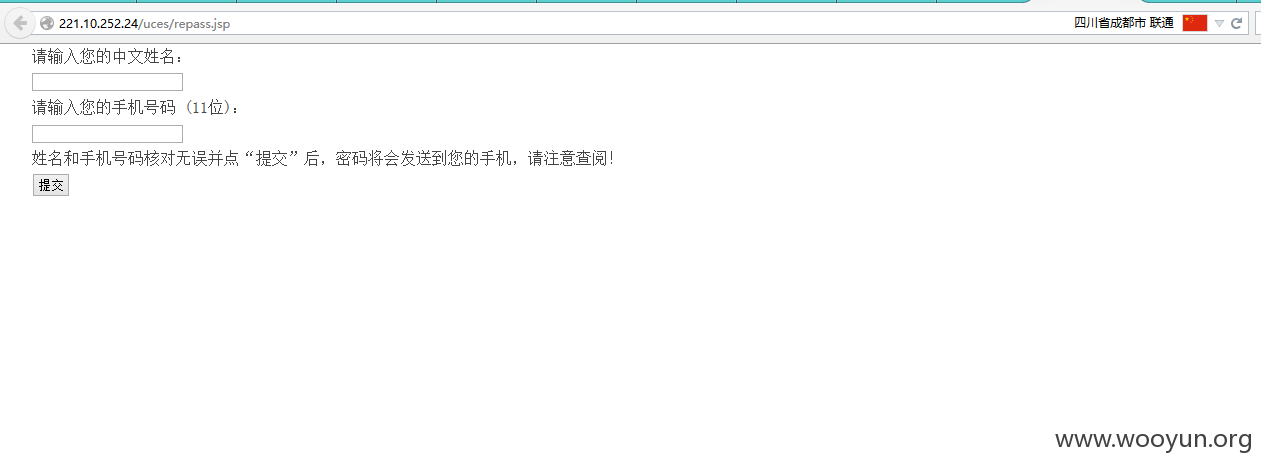 221.10.252.24/uces/repass.jsp 四川省成都市 联通
请输入您的中文姓名：
请输入您的手机号码（11位）：
姓名和手机号码核对无误并点“提交”后，密码将会发送到您的手机，请注意查阅！
提交
www.wooyun.org